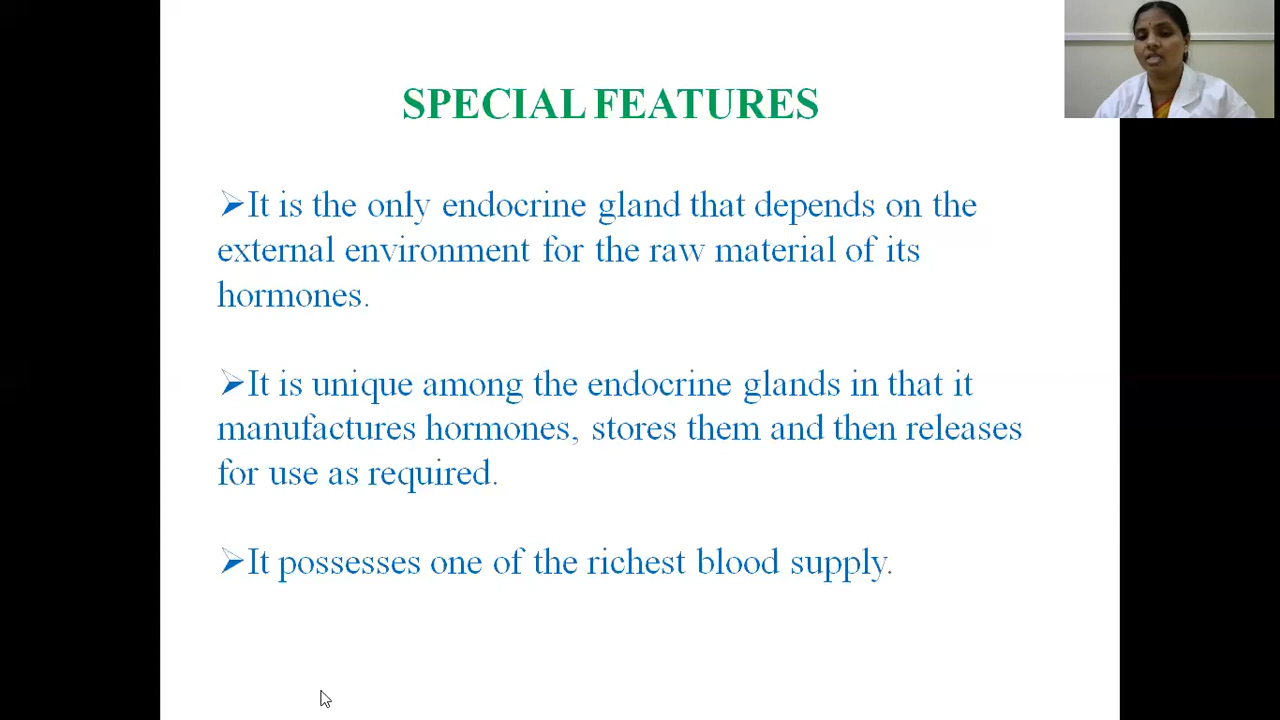 SPECIAL FEATURES
➢It is the only endocrine gland that depends on the
external environment for the raw material of its
hormones.
➢It is unique among the endocrine glands in that it
manufactures hormones, stores them and then releases
for use as required.
➢It possesses one of the richest blood supply.